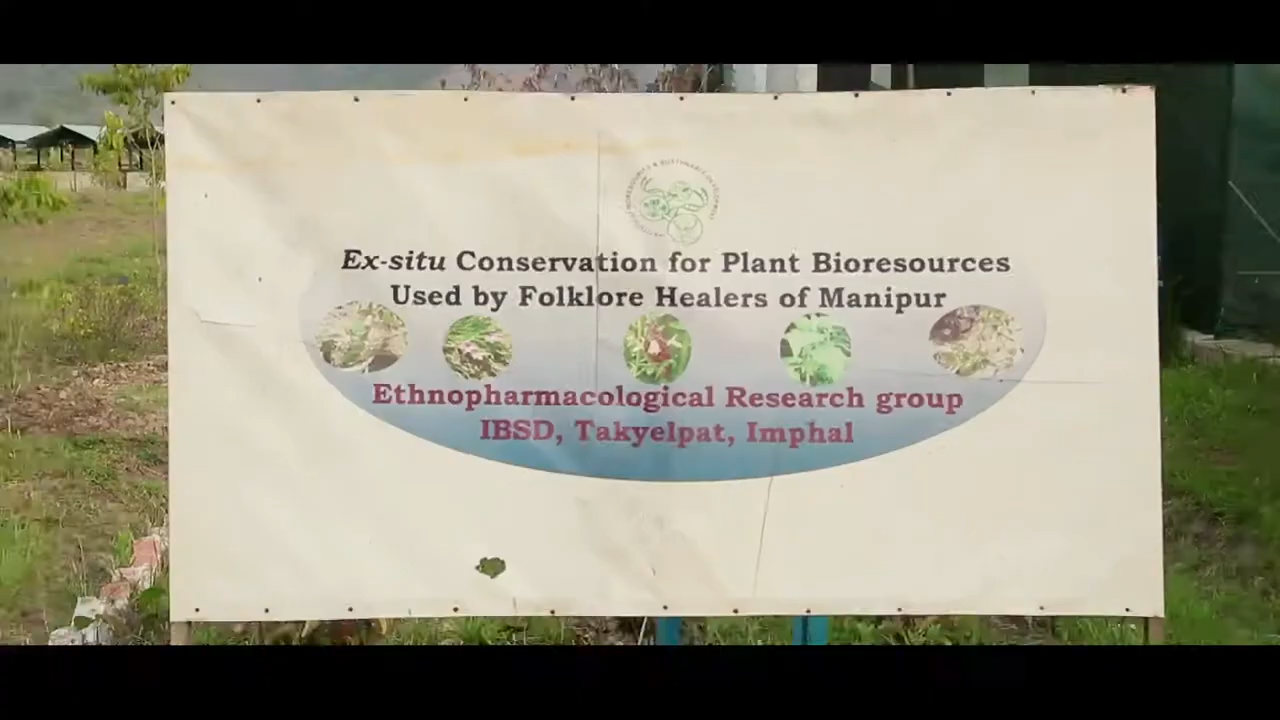 Ex-situ Conservation for Plant Bioresources
Used by Folklore Healers of Manipur
Ethnopharmacological Research group
IBSD, Takyelpat, Imphal